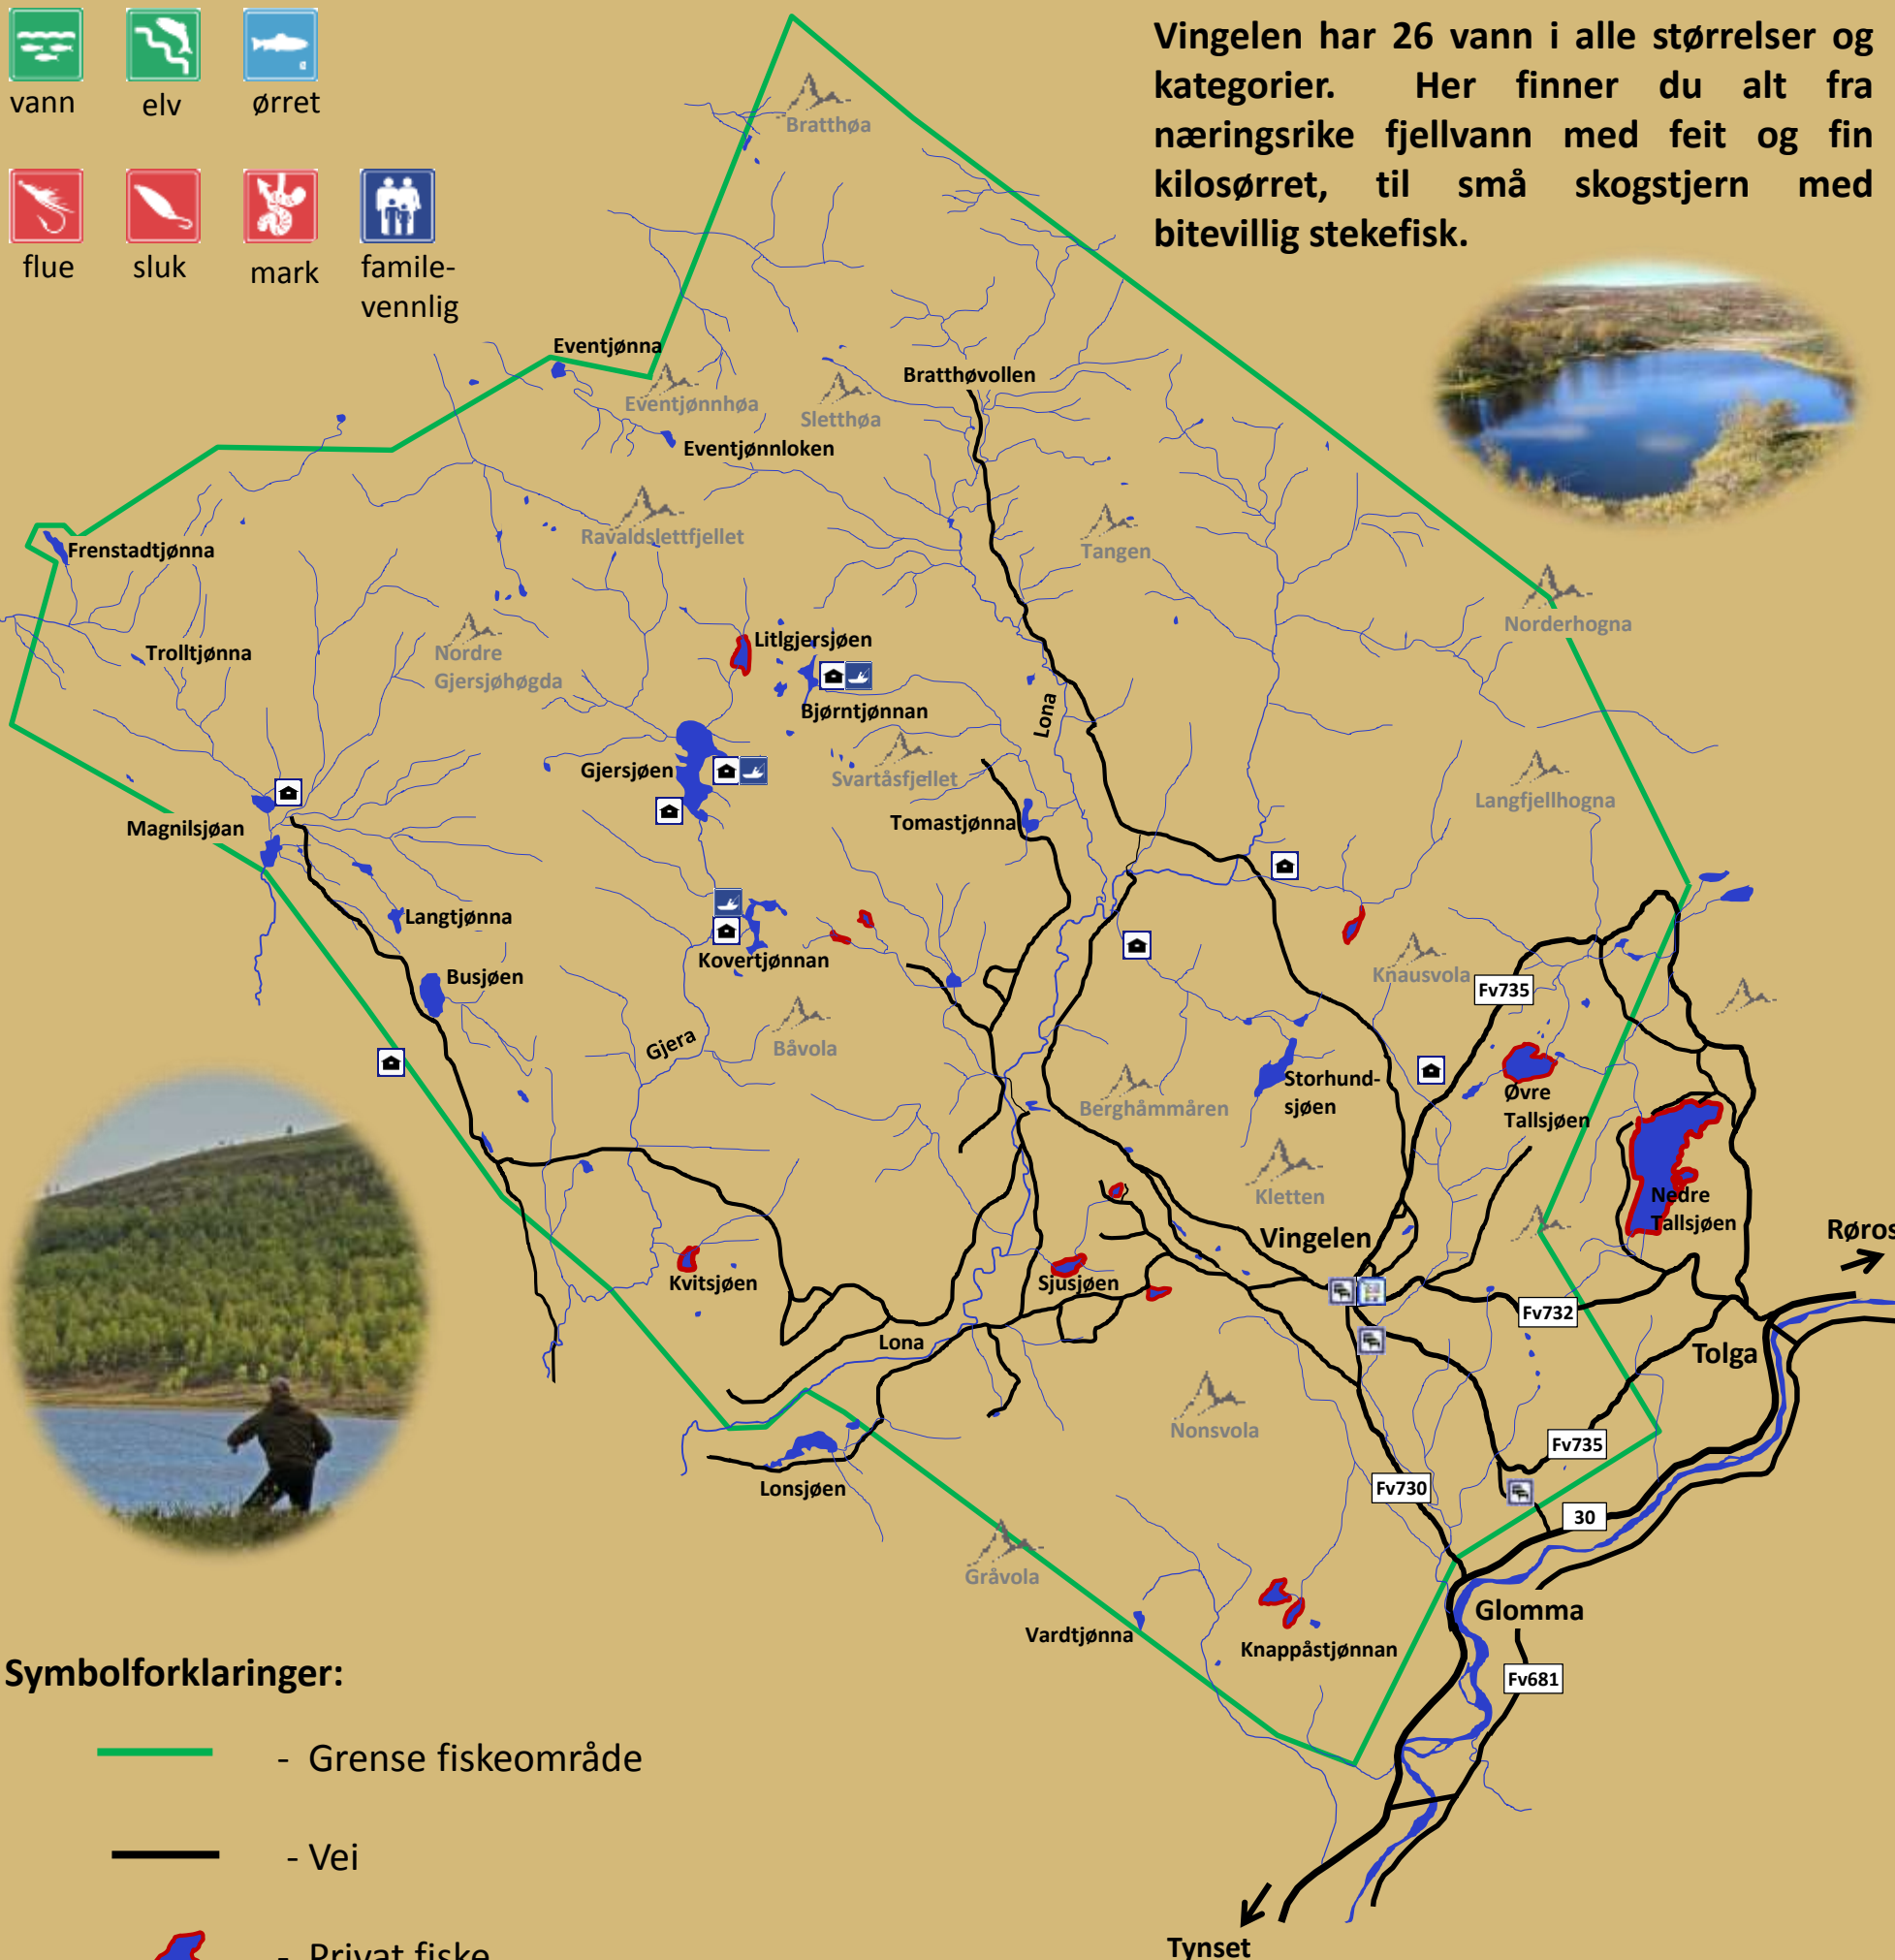 vann
elv
ørret
flue
sluk
mark
famile-
vennlig
Vingelen har 26 vann i alle størrelser og
kategorier. Her finner du alt fra
næringsrike fjellvann med feit og fin
kilosørret, til små skogstjern med
bitevillig stekefisk.
Bratthøa
Eventjønna
Eventjønnhøa
Sletthøa
Bratthøvollen
Eventjønnloken
Ravaldslettfjellet
Tangen
Frenstadtjønna
Norderhogna
Trolltjønna
Nordre
Gjersjøhøgda
Litlgjersjøen
Bjørntjønnan
Lona
Gjersjøen
Svartåsfjellet
Langfjellhogna
Magnilsjøan
Tomastjønna
Langtjønna
Kovertjønnan
Busjøen
Knausvola
Fv735
Gjera
Båvola
Storhund-
sjøen
Berghåmmåren
Øvre
Tallsjøen
Kletten
Nedre
Tallsjøen
Vingelen
Røros
Kvitsjøen
Sjusjøen
Fv732
Lona
Tolga
Nonsvola
Fv735
Lonsjøen
Fv730
30
Gråvola
Glomma
Vardtjønna
Knappåstjønnan
Fv681
Symbolforklaringer:
- Grense fiskeområde
- Vei
- Privat fiske
Tynset